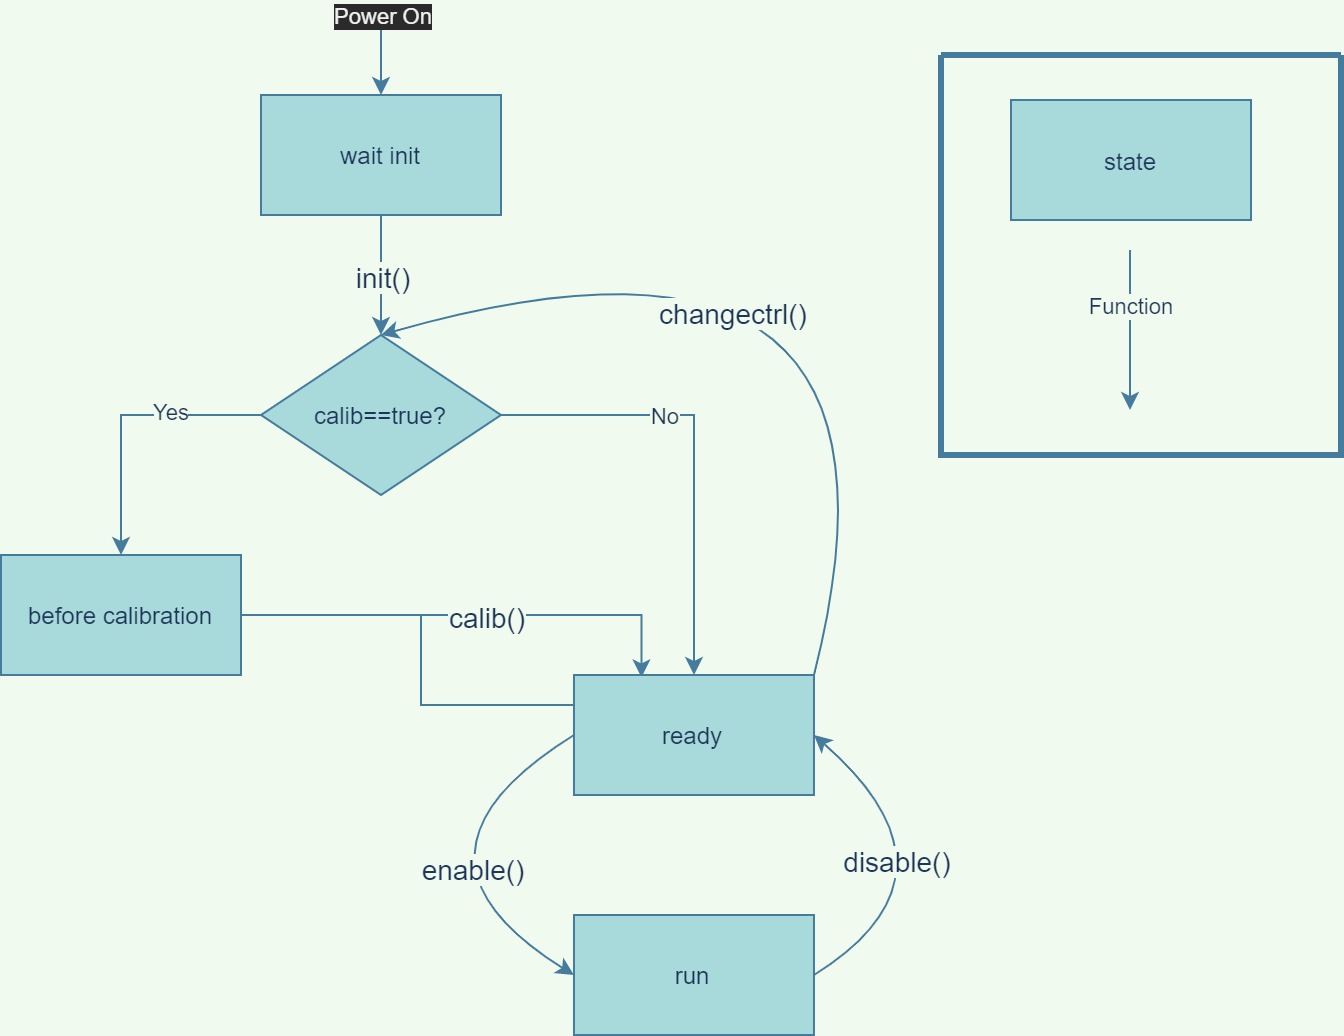 Power On
wait init
state
init()
Function
changectrl()
calib==true?
Yes
No
before calibration
calib()
ready
enable()
disable()
run